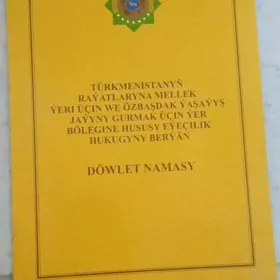 TÜRKMENISTANYŇ
RAÝATLARYNA MELLEK
ÝERI ÜÇIN WE ÖZBAŞDAK ÝAŞAÝYŞ
JAÝYNY GURMAK ÜÇIN ÝER
BÖLEGINE HUSUSY EÝEÇILIK
HUKUGYNY BERÝÄN
DÖWLET NAMASY